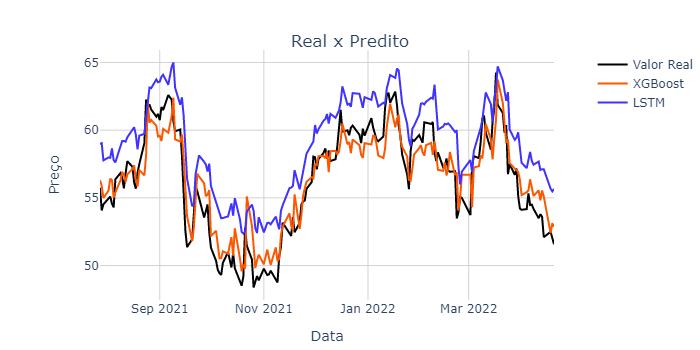 Real x Predito
Valor Real
XGBoost
LSTM
Preço
65
60
55
50
Sep 2021
Nov 2021
Jan 2022
Mar 2022
Data